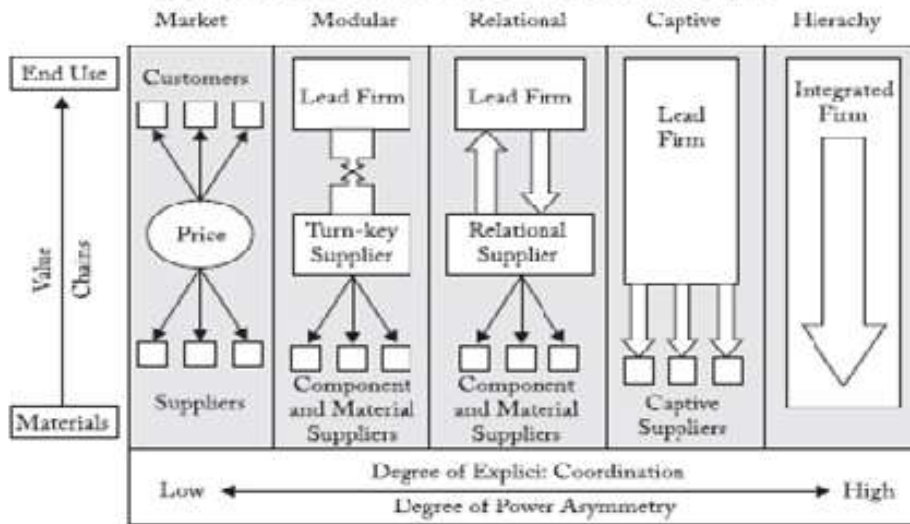 Market Modular Relational Captive Hierachy
End Use
Customers
Lead Firm
Lead Firm
Lead
Firm
Integrated
Firm
Value
Chains
Price
Turn-key
Supplier
Relational
Supplier
Materials
Suppliers
Component
and Material
Suppliers
Component
and Material
Suppliers
Captive
Suppliers
Degree of Explicit Coordination
Low High
Degree of Power Asymmetry